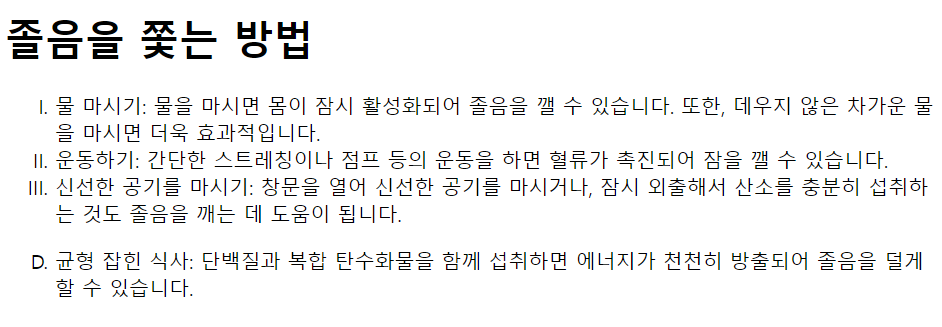 졸음을 쫓는 방법
I. 물 마시기: 물을 마시면 몸이 잠시 활성화되어 졸음을 깰 수 있습니다. 또한, 데우지 않은 차가운 물
을 마시면 더욱 효과적입니다.
II. 운동하기: 간단한 스트레칭이나 점프 등의 운동을 하면 혈류가 촉진되어 잠을 깰 수 있습니다.
III. 신선한 공기를 마시기: 창문을 열어 신선한 공기를 마시거나, 잠시 외출해서 산소를 충분히 섭취하
는 것도 졸음을 깨는 데 도움이 됩니다.
D. 균형 잡힌 식사: 단백질과 복합 탄수화물을 함께 섭취하면 에너지가 천천히 방출되어 졸음을 덜게
할 수 있습니다.